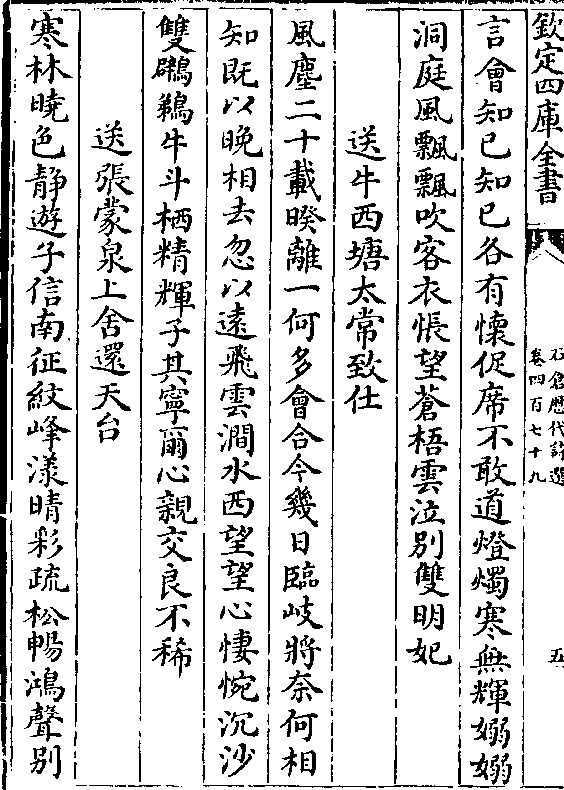 欽定四庫全書
石倉歷代詩選
卷四百七十九
五
言會知已知已各有懷促席不敢道燈燭寒無輝嫋嫋
洞庭風飄飄吹客衣悵望蒼梧雲泣别雙明妃
送牛西塘太常致仕
風塵二十載暌離一何多會合今幾日臨岐將奈何相
知既以晚相去忽以遠飛雲澗水西望望心悽惋沉沙
雙鸊鵜牛斗栖精輝子其寧爾心親交良不稀
送張蒙泉上舍還天台
寒林曉色靜遊子信南征紋峰漾晴彩疏松暢鴻聲别